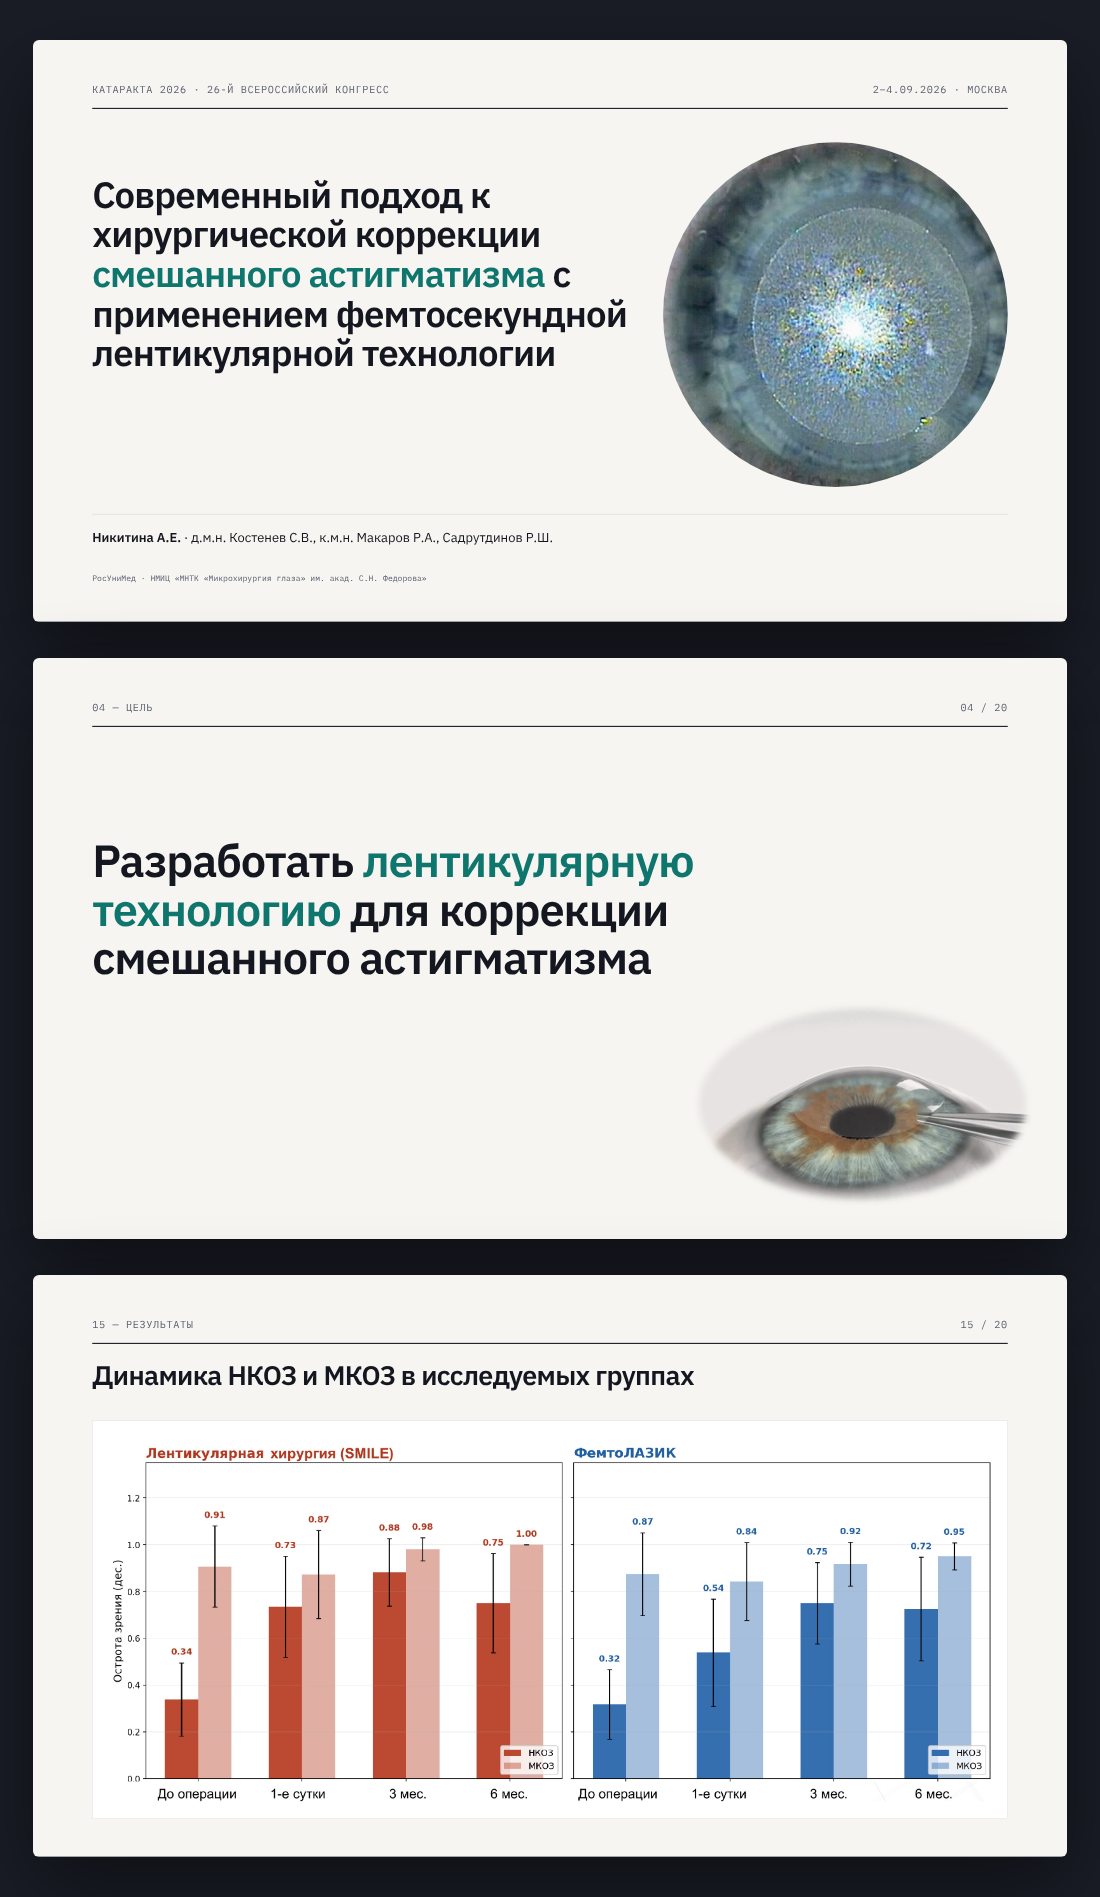 КАТАРАКТА 2026 · 26-Й ВСЕРОССИЙСКИЙ КОНГРЕСС
2–4.09.2026 · МОСКВА
Современный подход к
хирургической коррекции
смешанного астигматизма с
применением фемтосекундной
лентикулярной технологии
Никитина А.Е. · д.м.н. Костенев С.В., к.м.н. Макаров Р.А., Садрутдинов Р.Ш.
РосУниМед · НМИЦ «МНТК «Микрохирургия глаза» им. акад. С.Н. Федорова»
04 — ЦЕЛЬ
04 / 20
Разработать лентикулярную
технологию для коррекции
смешанного астигматизма
15 — РЕЗУЛЬТАТЫ
15 / 20
Динамика НКОЗ и МКОЗ в исследуемых группах
Лентикулярная хирургия (SMILE)
Острота зрения (дес.)
1.2
1.0
0.8
0.6
0.4
0.2
0.0
0.34
0.91
0.73
0.87
0.88
0.98
0.75
1.00
НКОЗ
МКОЗ
До операции
1-е сутки
3 мес.
6 мес.
ФемтоЛАЗИК
0.32
0.87
0.54
0.84
0.75
0.92
0.72
0.95
НКОЗ
МКОЗ
До операции
1-е сутки
3 мес.
6 мес.